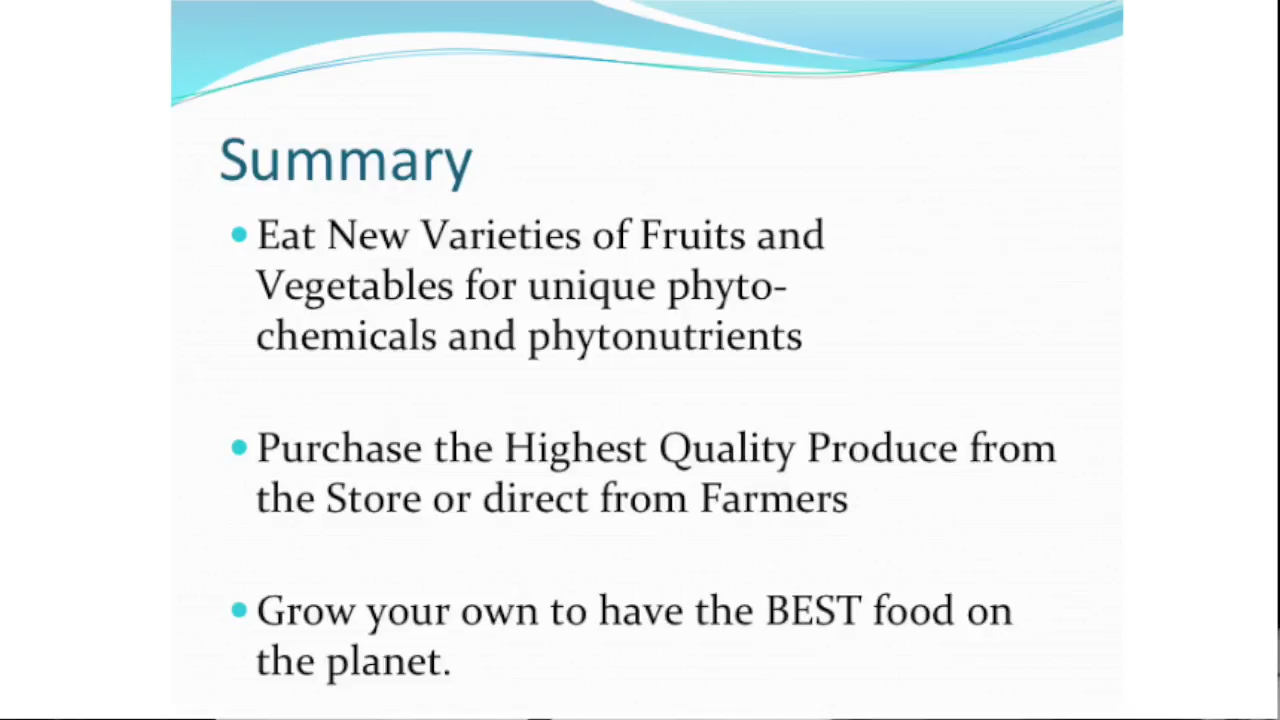 Summary
Eat New Varieties of Fruits and
Vegetables for unique phyto-
chemicals and phytonutrients
Purchase the Highest Quality Produce from
the Store or direct from Farmers
Grow your own to have the BEST food on
the planet.